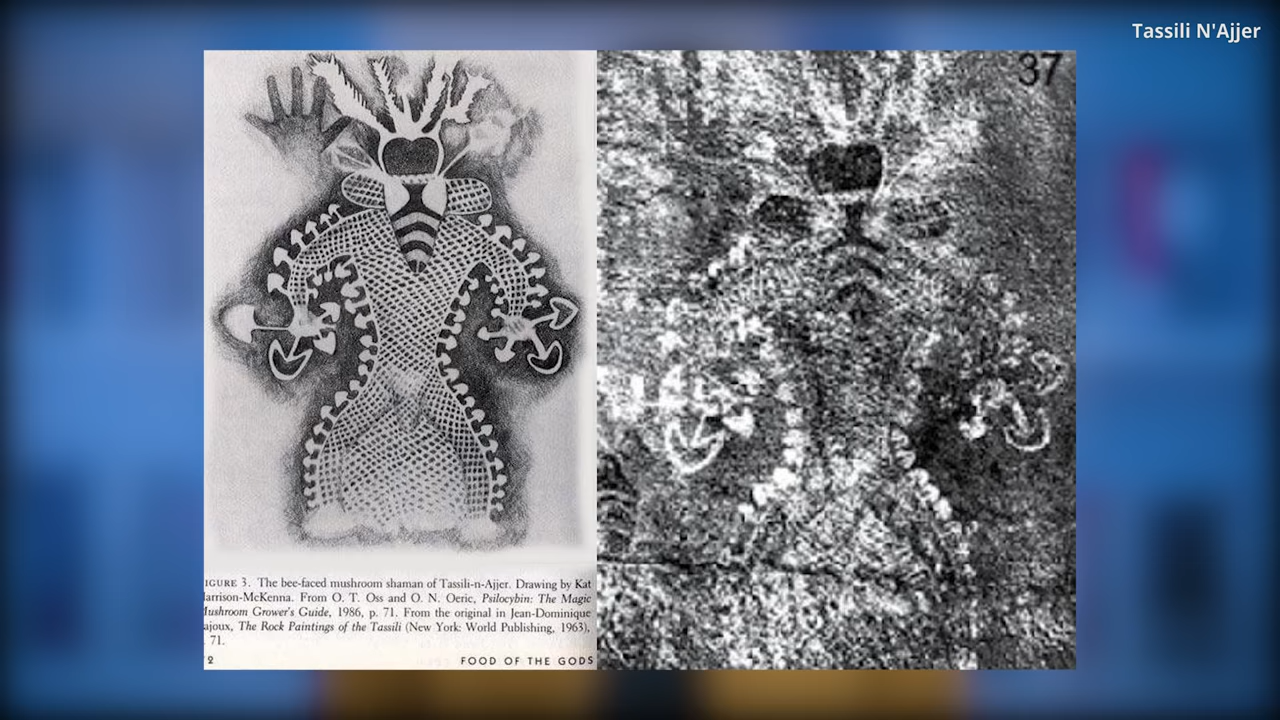 Tassili N'Ajjer
37
IGURE 3. The bee-faced mushroom shaman of Tassili-n-Ajjer. Drawing by Kat
arrison-McKenna. From O. T. Oss and O. N. Oeric, Psilocybin: The Magic
ushroom Grower's Guide, 1986, p. 71. From the original in Jean-Dominique
ajoux, The Rock Paintings of the Tassili (New York: World Publishing, 1963),
71.
2 FOOD OF THE GODS